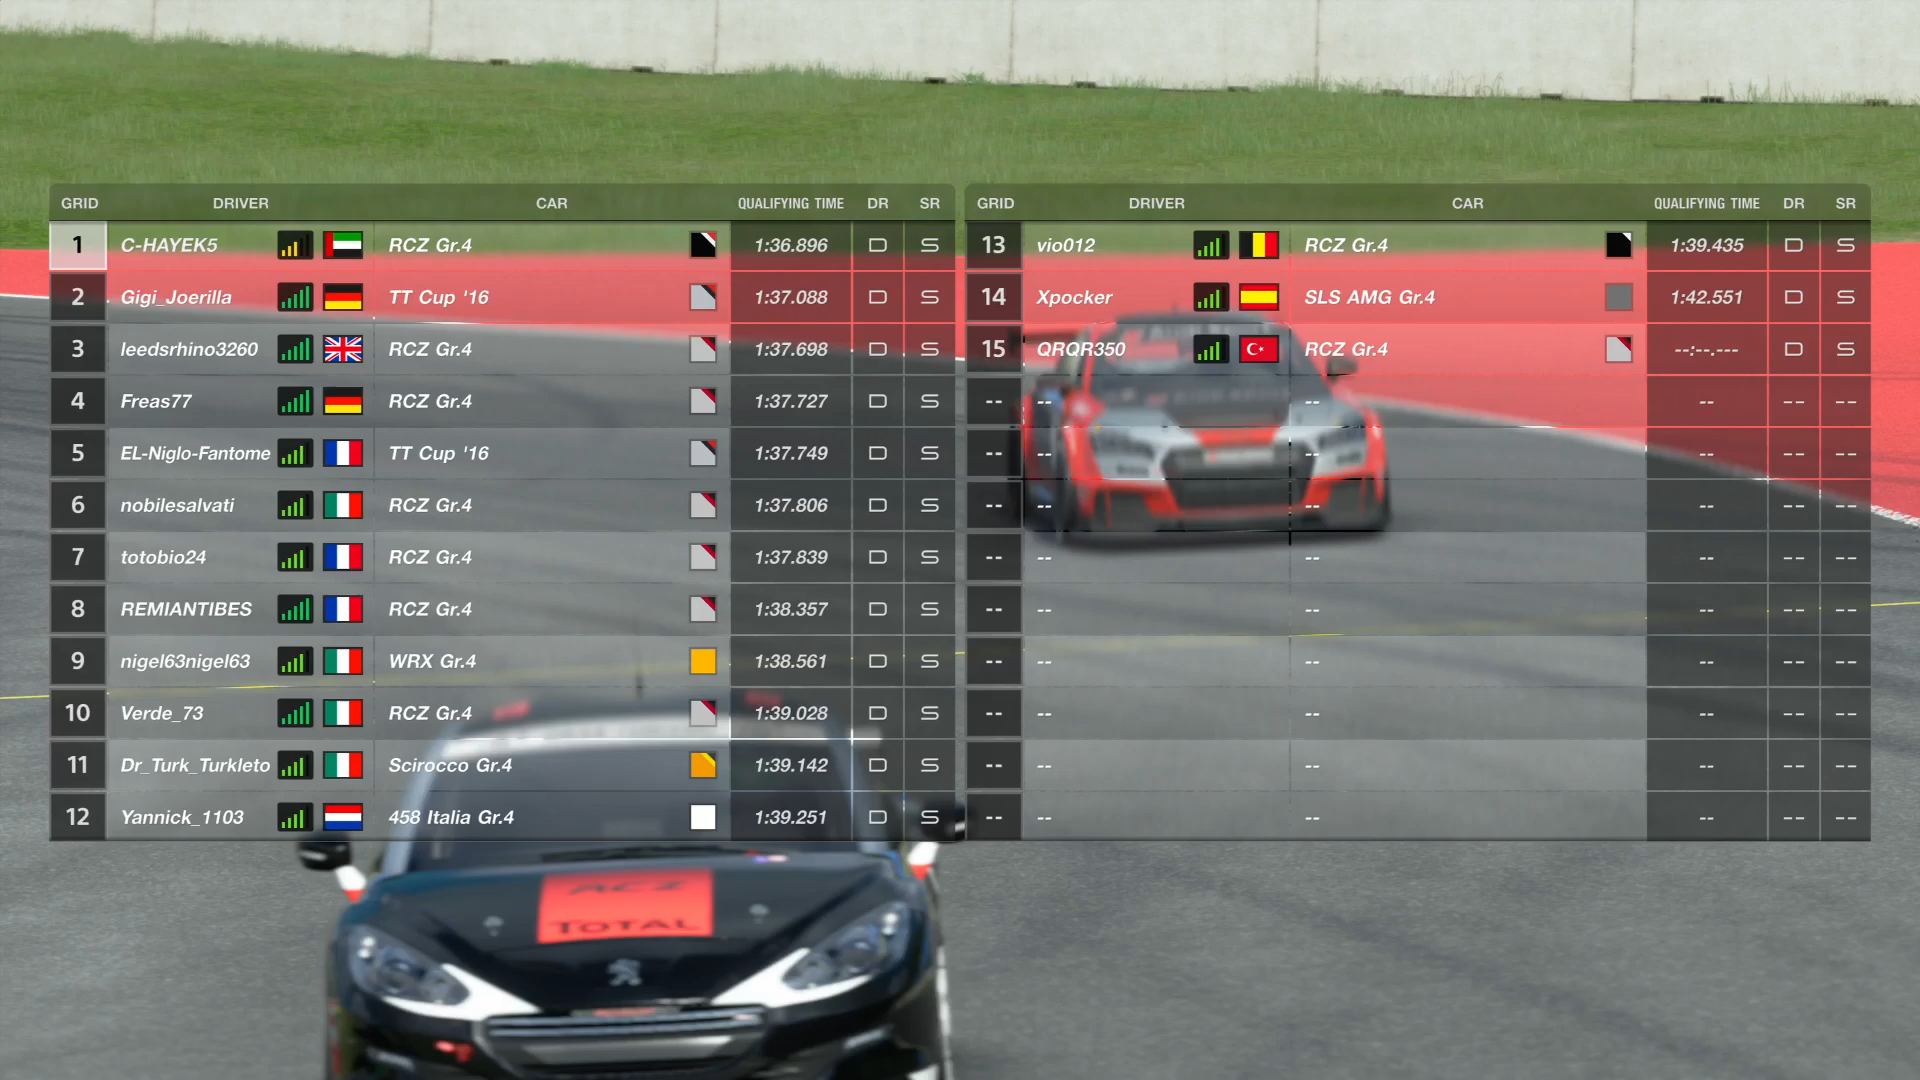 GRID DRIVER CAR QUALIFYING TIME DR SR
1 C-HAYEK5 RCZ Gr.4 1:36.896 D S
2 Gigi_Joerilla TT Cup '16 1:37.088 D S
3 leedsrhino3260 RCZ Gr.4 1:37.698 D S
4 Freas77 RCZ Gr.4 1:37.727 D S
5 EL-Niglo-Fantome TT Cup '16 1:37.749 D S
6 nobilesalvati RCZ Gr.4 1:37.806 D S
7 totobio24 RCZ Gr.4 1:37.839 D S
8 REMIANTIBES RCZ Gr.4 1:38.357 D S
9 nigel63nigel63 WRX Gr.4 1:38.561 D S
10 Verde_73 RCZ Gr.4 1:39.028 D S
11 Dr_Turk_Turkleto Scirocco Gr.4 1:39.142 D S
12 Yannick_1103 458 Italia Gr.4 1:39.251 D S
GRID DRIVER CAR QUALIFYING TIME DR SR
13 vio012 RCZ Gr.4 1:39.435 D S
14 Xpocker SLS AMG Gr.4 1:42.551 D S
15 QRQR350 RCZ Gr.4 --:--.--- D S
-- -- -- -- -- --
-- -- -- -- -- --
-- -- -- -- -- --
-- -- -- -- -- --
-- -- -- -- -- --
-- -- -- -- -- --
-- -- -- -- -- --
-- -- -- -- -- --
-- -- -- -- -- --
RCZ
TOTAL